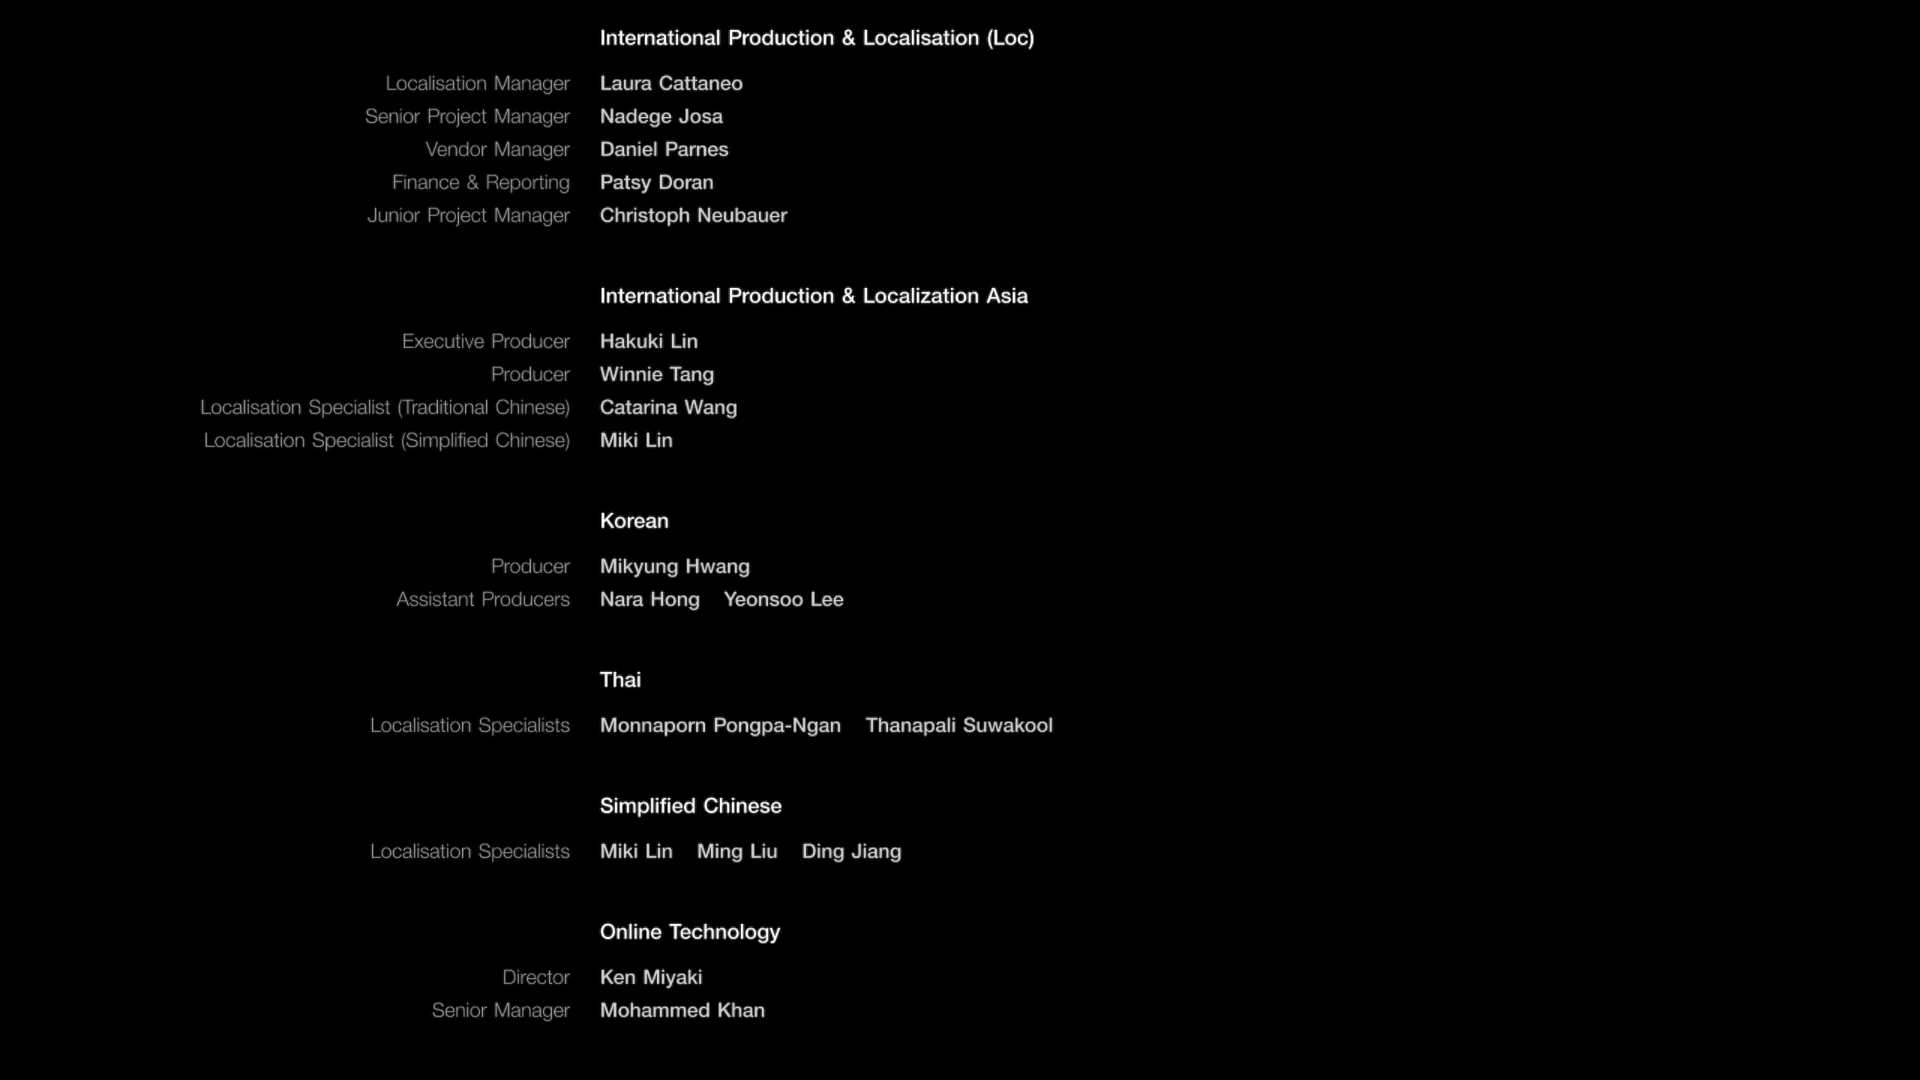 International Production & Localisation (Loc)
Localisation Manager Laura Cattaneo
Senior Project Manager Nadege Josa
Vendor Manager Daniel Parnes
Finance & Reporting Patsy Doran
Junior Project Manager Christoph Neubauer
International Production & Localization Asia
Executive Producer Hakuki Lin
Producer Winnie Tang
Localisation Specialist (Traditional Chinese) Catarina Wang
Localisation Specialist (Simplified Chinese) Miki Lin
Korean
Producer Mikyung Hwang
Assistant Producers Nara Hong Yeonsoo Lee
Thai
Localisation Specialists Monnaporn Pongpa-Ngan Thanapali Suwakool
Simplified Chinese
Localisation Specialists Miki Lin Ming Liu Ding Jiang
Online Technology
Director Ken Miyaki
Senior Manager Mohammed Khan